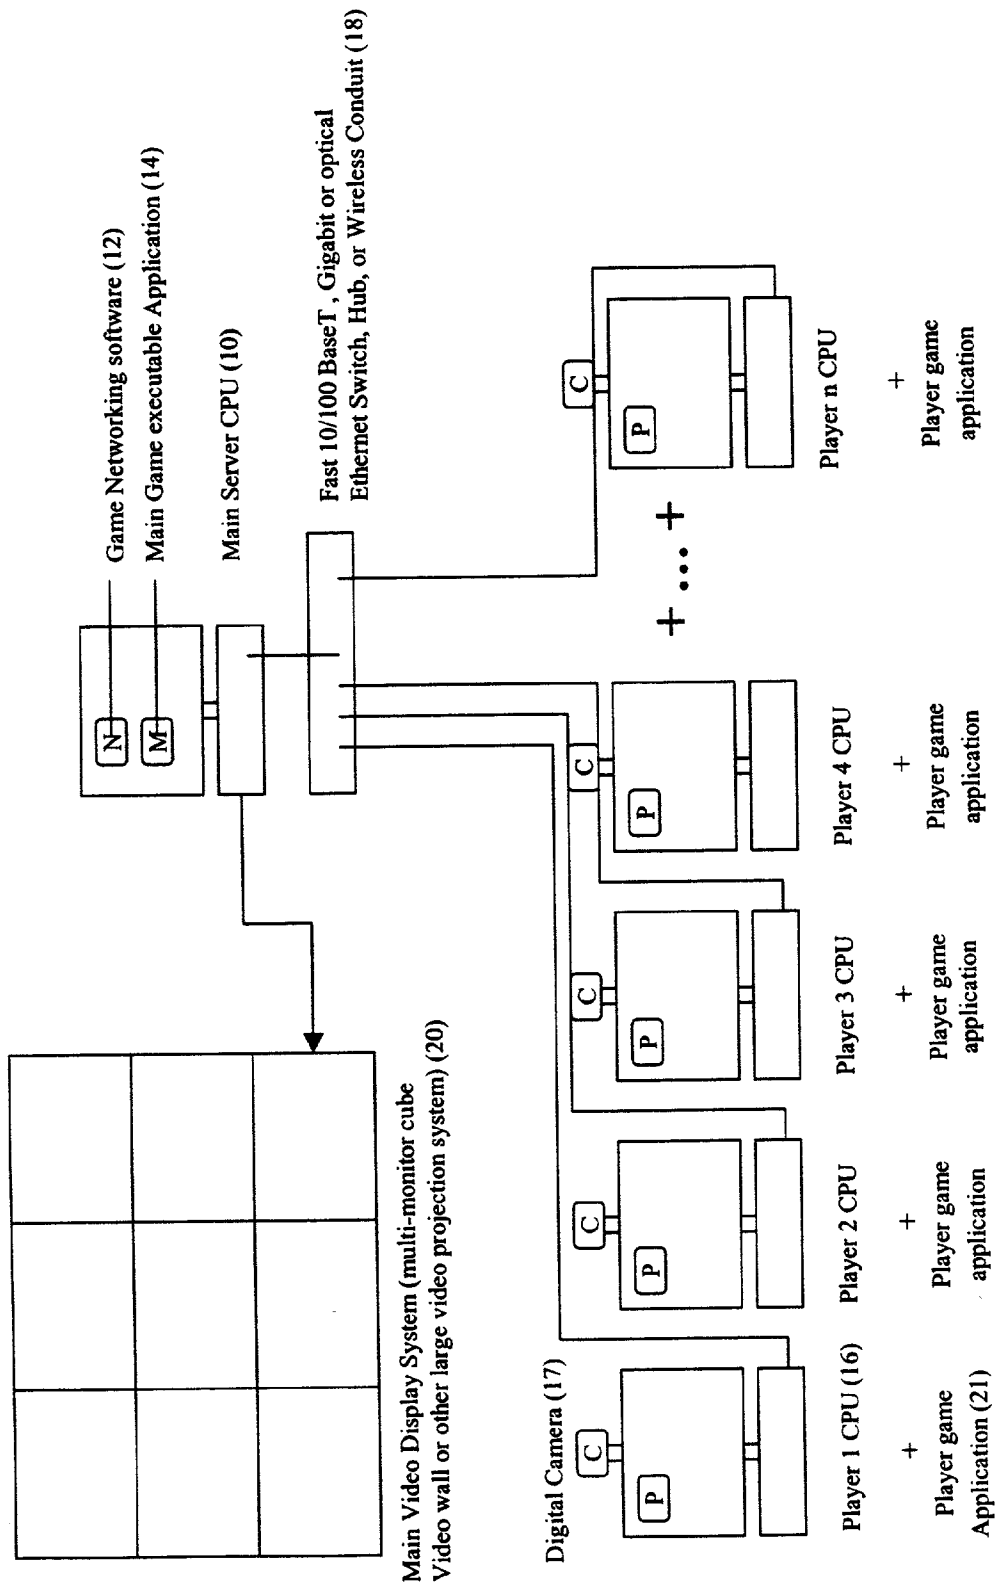 N
M
Game Networking software (12)
Main Game executable Application (14)
Main Server CPU (10)
Fast 10/100 BaseT , Gigabit or optical
Ethernet Switch, Hub, or Wireless Conduit (18)
Main Video Display System (multi-monitor cube
Video wall or other large video projection system) (20)
Digital Camera (17)
C
P
Player 1 CPU (16)
+
Player game
Application (21)
C
P
Player 2 CPU
+
Player game
application
C
P
Player 3 CPU
+
Player game
application
C
P
Player 4 CPU
+
Player game
application
+ ... +
C
P
Player n CPU
+
Player game
application